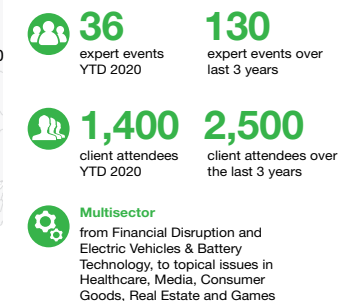 36
expert events
YTD 2020
130
expert events over
last 3 years
1,400
client attendees
YTD 2020
2,500
client attendees over
the last 3 years
Multisector
from Financial Disruption and
Electric Vehicles & Battery
Technology, to topical issues in
Healthcare, Media, Consumer
Goods, Real Estate and Games